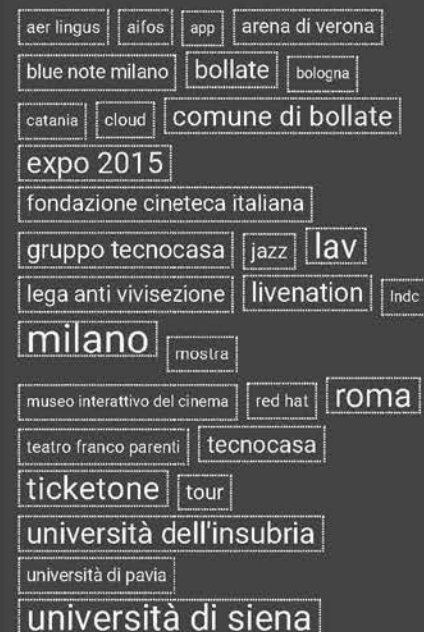 aer lingus aifos app arena di verona
blue note milano bollate bologna
catania cloud comune di bollate
expo 2015
fondazione cineteca italiana
gruppo tecnocasa jazz lav
lega anti vivisezione livenation lndc
milano mostra
museo interattivo del cinema red hat roma
teatro franco parenti tecnocasa
ticketone tour
università dell'insubria
università di pavia
università di siena